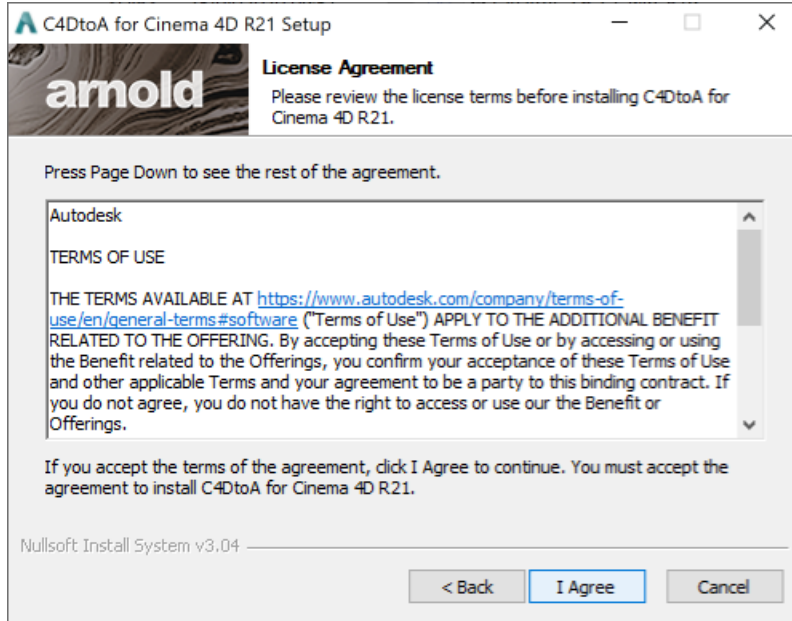 C4DtoA for Cinema 4D R21 Setup
arnold
License Agreement
Please review the license terms before installing C4DtoA for
Cinema 4D R21.
Press Page Down to see the rest of the agreement.
Autodesk
TERMS OF USE
THE TERMS AVAILABLE AT https://www.autodesk.com/company/terms-of-
use/en/general-terms#software ("Terms of Use") APPLY TO THE ADDITIONAL BENEFIT
RELATED TO THE OFFERING. By accepting these Terms of Use or by accessing or using
the Benefit related to the Offerings, you confirm your acceptance of these Terms of Use
and other applicable Terms and your agreement to be a party to this binding contract. If
you do not agree, you do not have the right to access or use our the Benefit or
Offerings.
If you accept the terms of the agreement, click I Agree to continue. You must accept the
agreement to install C4DtoA for Cinema 4D R21.
Nullsoft Install System v3.04
< Back
I Agree
Cancel